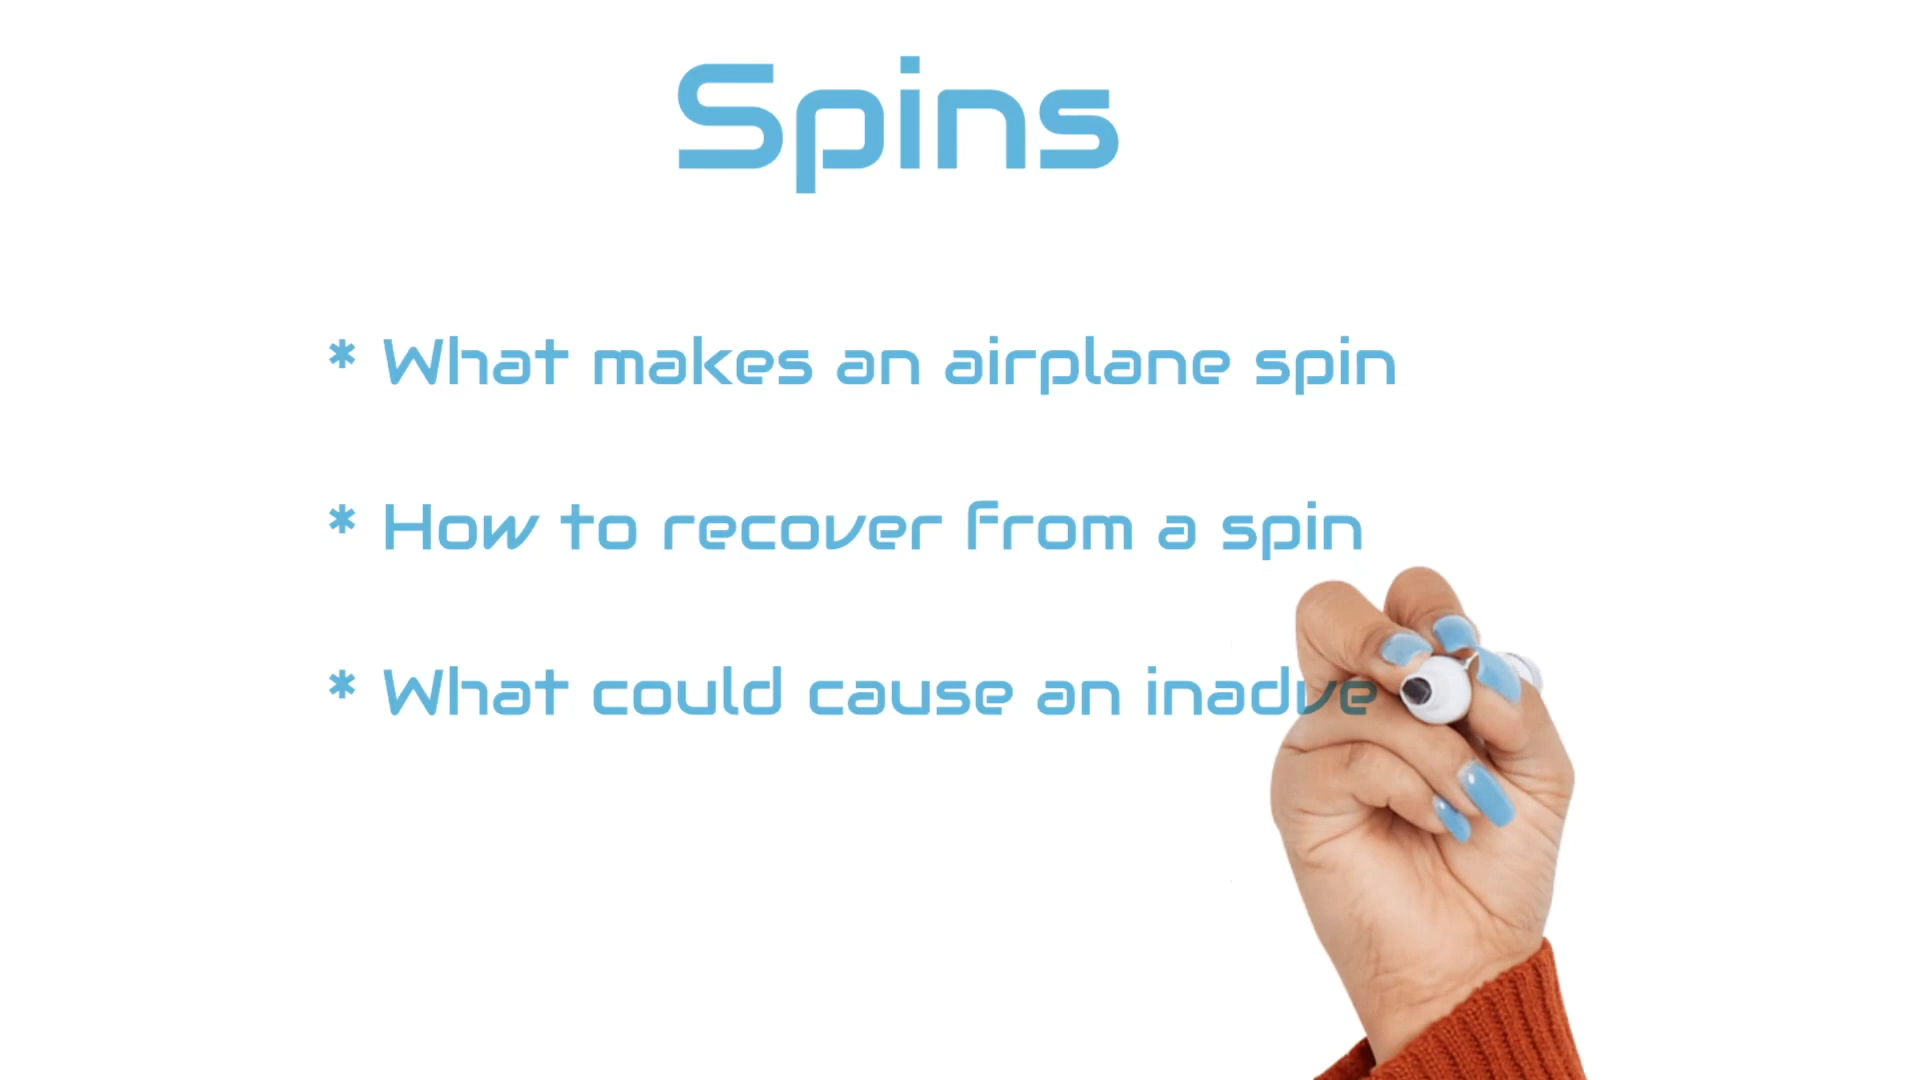 Spins
* What makes an airplane spin
* How to recover from a spin
* What could cause an inadve